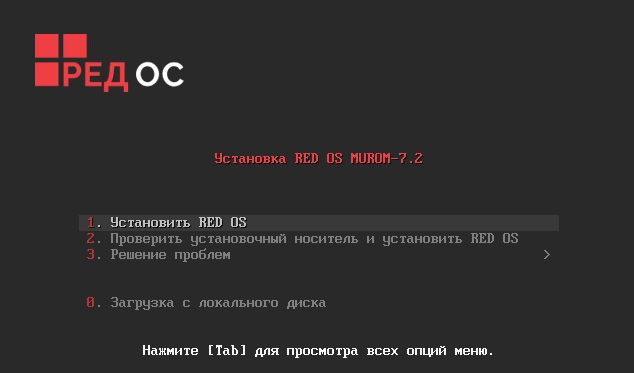 РЕД ОС
Установка RED OS MUROM-7.2
1. Установить RED OS
2. Проверить установочный носитель и установить RED OS
3. Решение проблем >
0. Загрузка с локального диска
Нажмите [Tab] для просмотра всех опций меню.